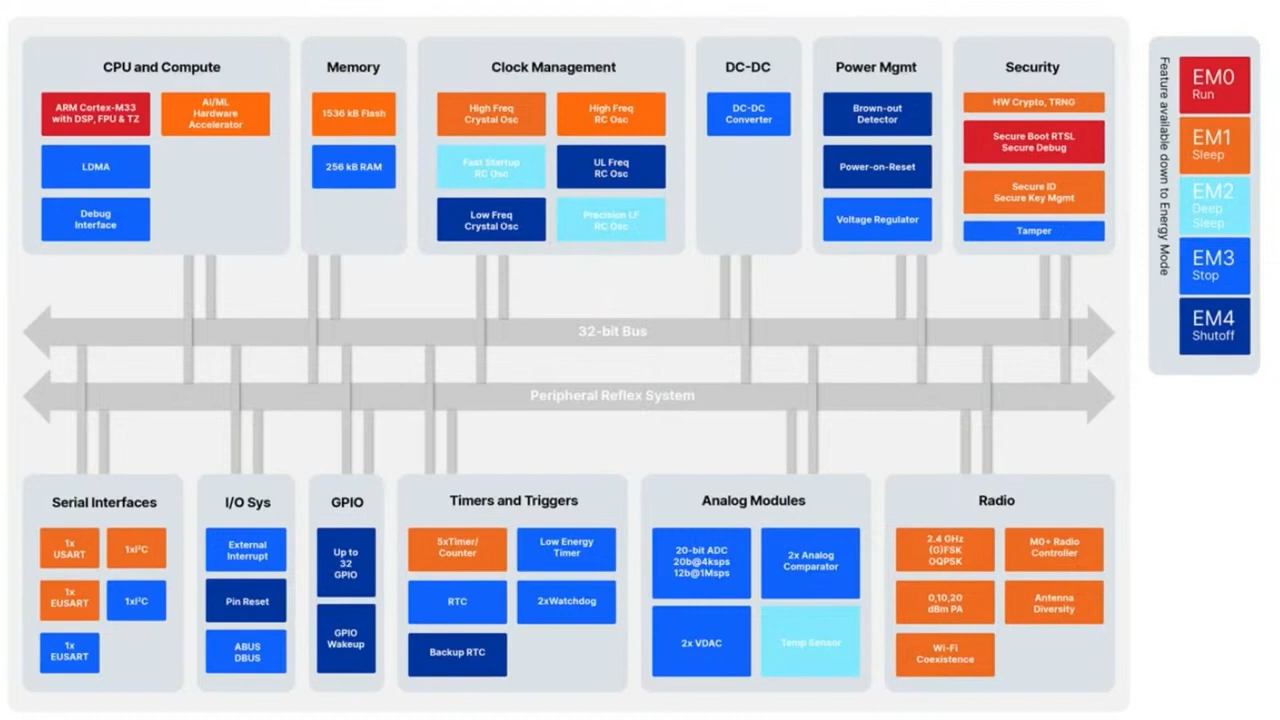 CPU and Compute
ARM Cortex-M33
with DSP, FPU & TZ
AI/ML
Hardware
Accelerator
LDMA
Debug
Interface
Memory
1536 kB Flash
256 kB RAM
Clock Management
High Freq
Crystal Osc
High Freq
RC Osc
Fast Startup
RC Osc
UL Freq
RC Osc
Low Freq
Crystal Osc
Precision LF
RC Osc
DC-DC
DC-DC
Converter
Power Mgmt
Brown-out
Detector
Power-on-Reset
Voltage Regulator
Security
HW Crypto, TRNG
Secure Boot RTSL
Secure Debug
Secure ID
Secure Key Mgmt
Tamper
Feature available down to Energy Mode
EM0
Run
EM1
Sleep
EM2
Deep
Sleep
EM3
Stop
EM4
Shutoff
32-bit Bus
Peripheral Reflex System
Serial Interfaces
1x
USART
1xI²C
1x
EUSART
1xI²C
1x
EUSART
I/O Sys
External
Interrupt
Pin Reset
ABUS
DBUS
GPIO
Up to
32
GPIO
GPIO
Wakeup
Timers and Triggers
5xTimer/
Counter
Low Energy
Timer
RTC
2xWatchdog
Backup RTC
Analog Modules
20-bit ADC
20b@4ksps
12b@1Msps
2x Analog
Comparator
2x VDAC
Temp Sensor
Radio
2.4 GHz
(G)FSK
OQPSK
M0+ Radio
Controller
0,10,20
dBm PA
Antenna
Diversity
Wi-Fi
Coexistence